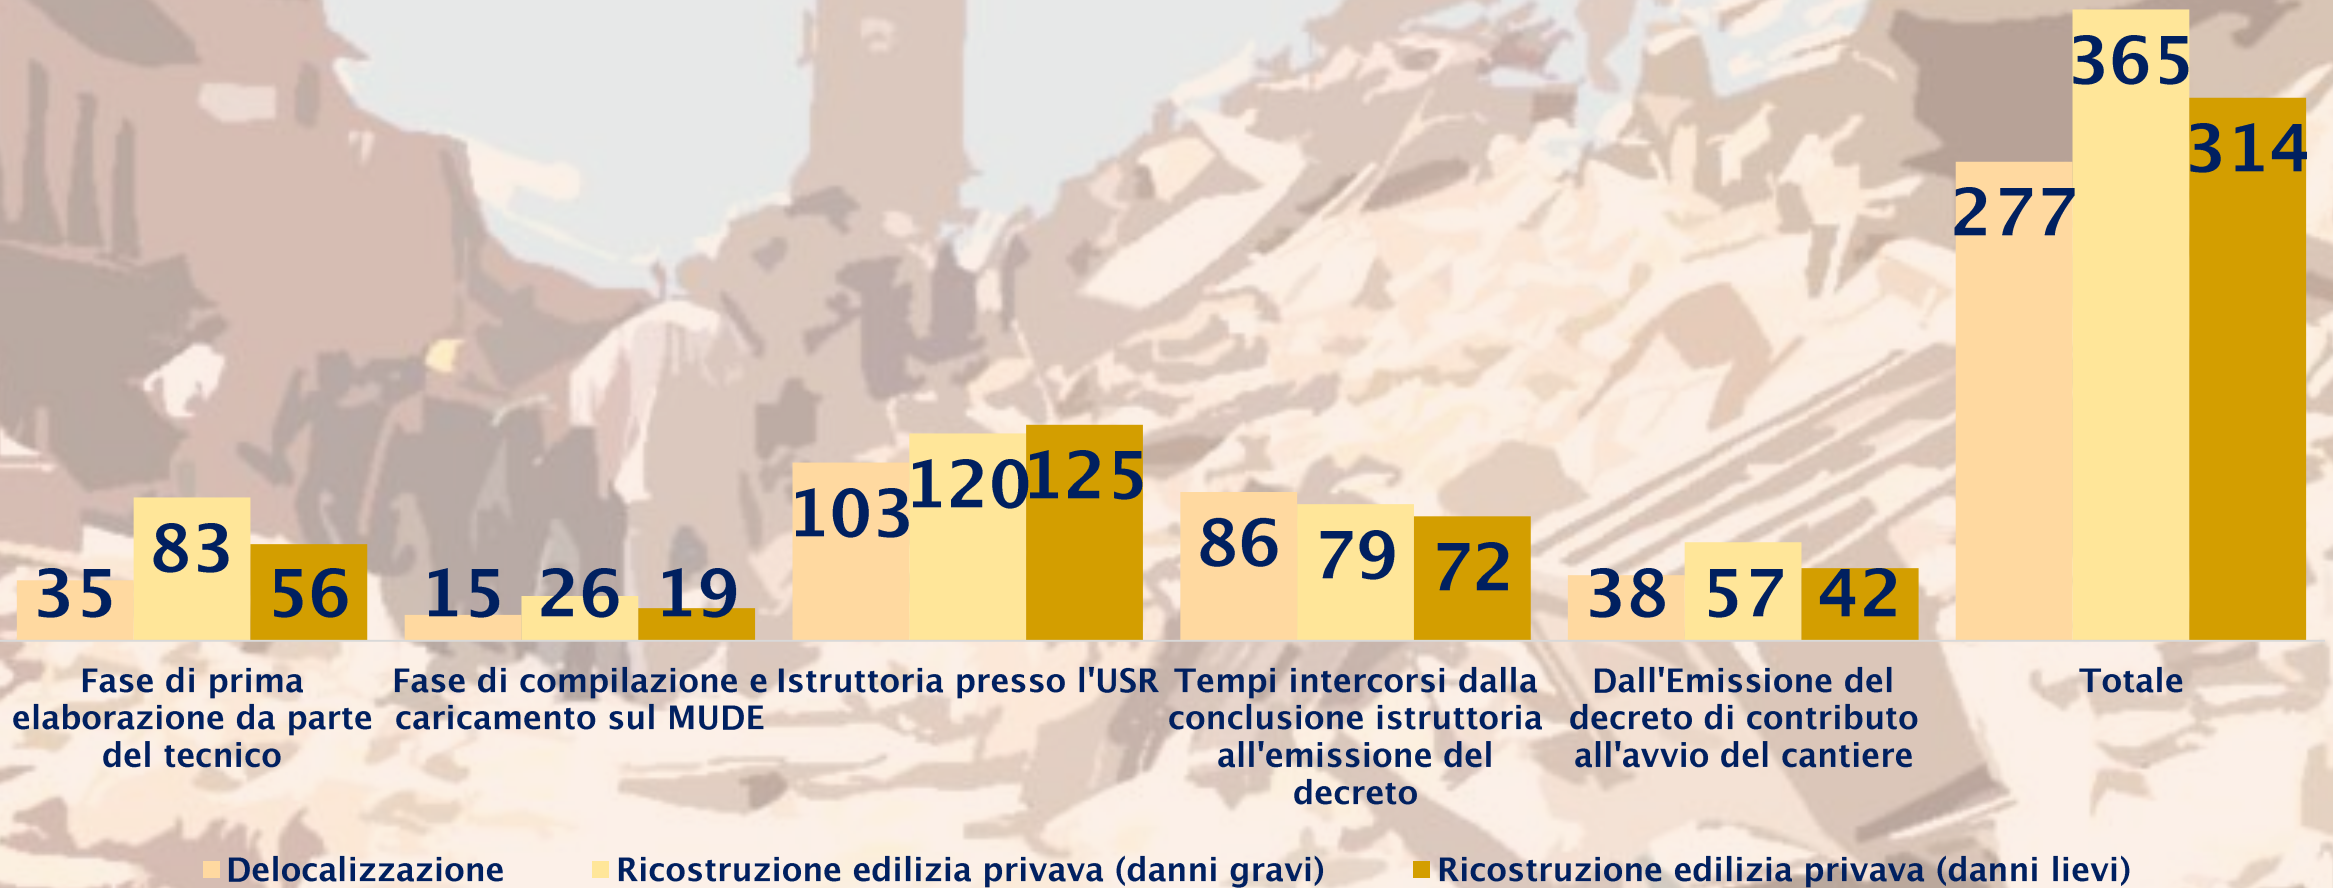 365
314
277
120
125
103
83
86
79
72
35
56
15
26
19
38
57
42
Fase di prima
elaborazione da parte
del tecnico
Fase di compilazione e
caricamento sul MUDE
Istruttoria presso l'USR
Tempi intercorsi dalla
conclusione istruttoria
all'emissione del
decreto
Dall'Emissione del
decreto di contributo
all'avvio del cantiere
Totale
Delocalizzazione
Ricostruzione edilizia privava (danni gravi)
Ricostruzione edilizia privava (danni lievi)